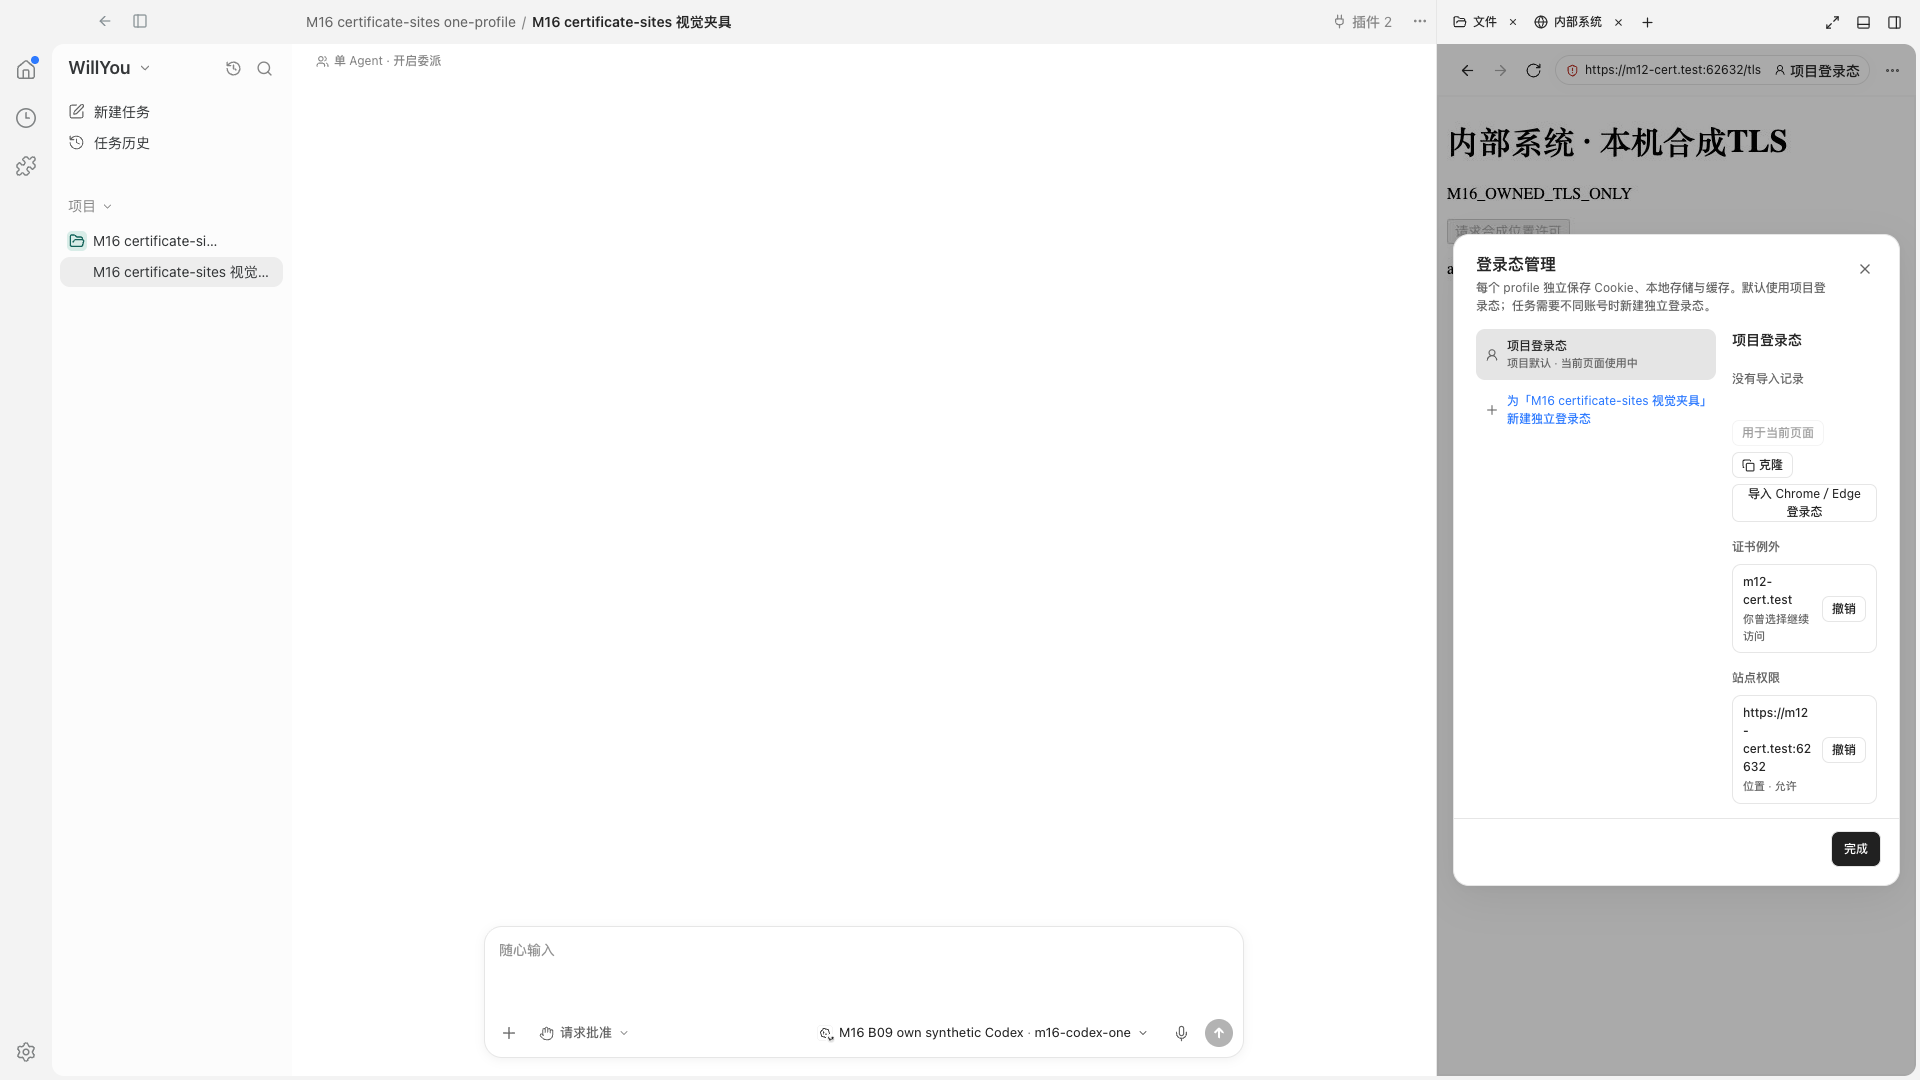 M16 certificate-sites one-profile / M16 certificate-sites 视觉夹具
插件 2
文件
内部系统
WillYou
新建任务
任务历史
项目
M16 certificate-si...
M16 certificate-sites 视觉...
单 Agent · 开启委派
随心输入
请求批准
M16 B09 own synthetic Codex · m16-codex-one
https://m12-cert.test:62632/tls
项目登录态
内部系统 · 本机合成TLS
M16_OWNED_TLS_ONLY
请求合成位置许可
a
登录态管理
每个 profile 独立保存 Cookie、本地存储与缓存。默认使用项目登
录态；任务需要不同账号时新建独立登录态。
项目登录态
项目默认 · 当前页面使用中
为「M16 certificate-sites 视觉夹具」
新建独立登录态
项目登录态
没有导入记录
用于当前页面
克隆
导入 Chrome / Edge
登录态
证书例外
m12-
cert.test
你曾选择继续
访问
撤销
站点权限
https://m12
-
cert.test:62
632
位置 · 允许
撤销
完成